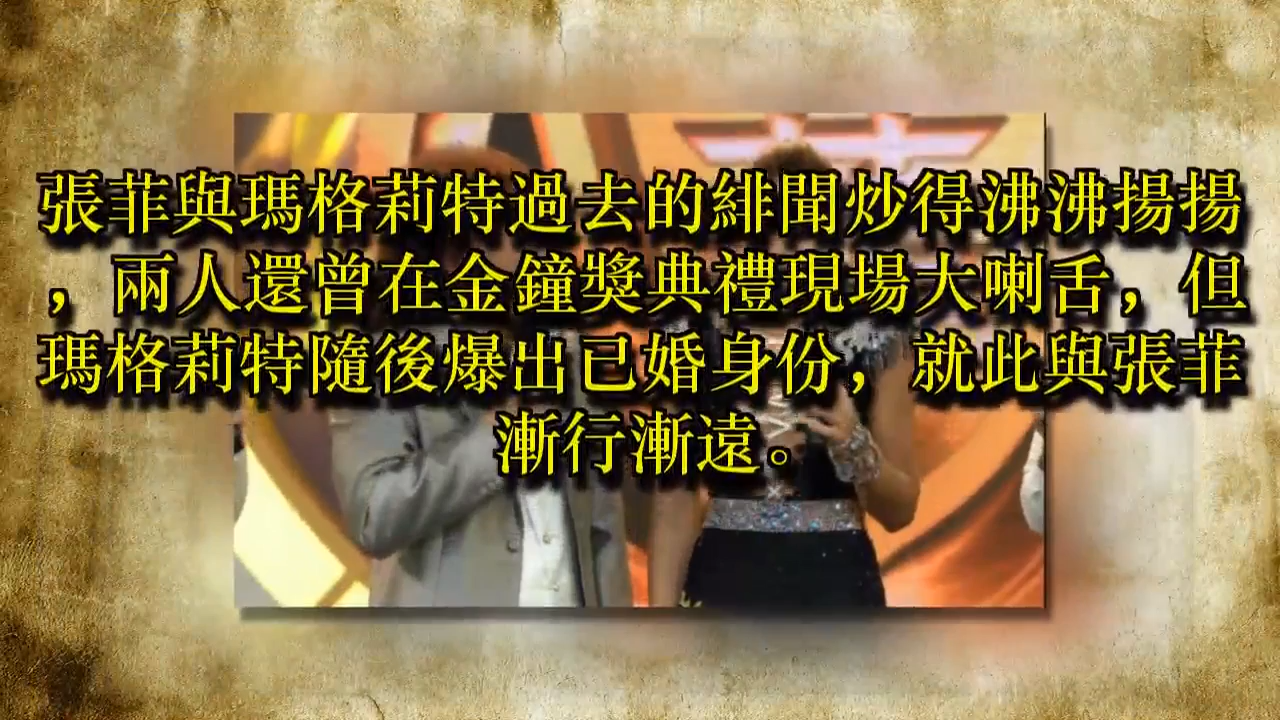 張菲與瑪格莉特過去的緋聞炒得沸沸揚揚
，兩人還曾在金鐘獎典禮現場大喇舌，但
瑪格莉特隨後爆出已婚身份，就此與張菲
漸行漸遠。